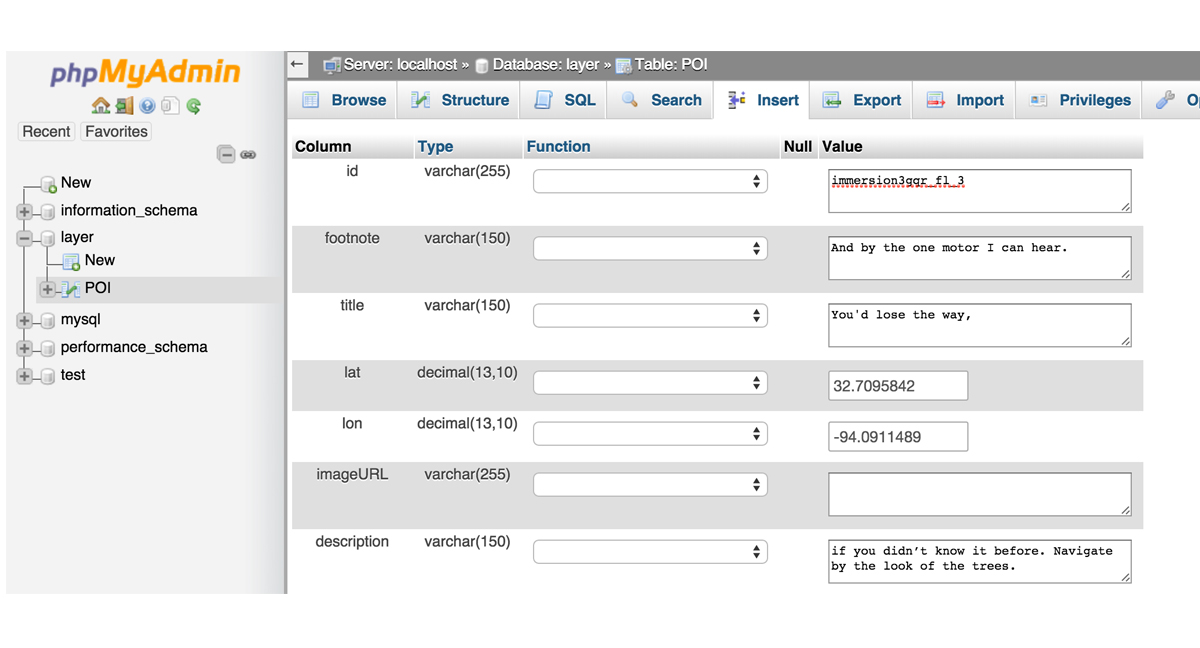 phpMyAdmin
Recent Favorites
New
information_schema
layer
New
POI
mysql
performance_schema
test
Server: localhost » Database: layer » Table: POI
Browse Structure SQL Search Insert Export Import Privileges
Column Type Function Null Value
id varchar(255) immersion3ggr_fl_3
footnote varchar(150) And by the one motor I can hear.
title varchar(150) You'd lose the way,
lat decimal(13,10) 32.7095842
lon decimal(13,10) -94.0911489
imageURL varchar(255)
description varchar(150) if you didn’t know it before. Navigate
by the look of the trees.